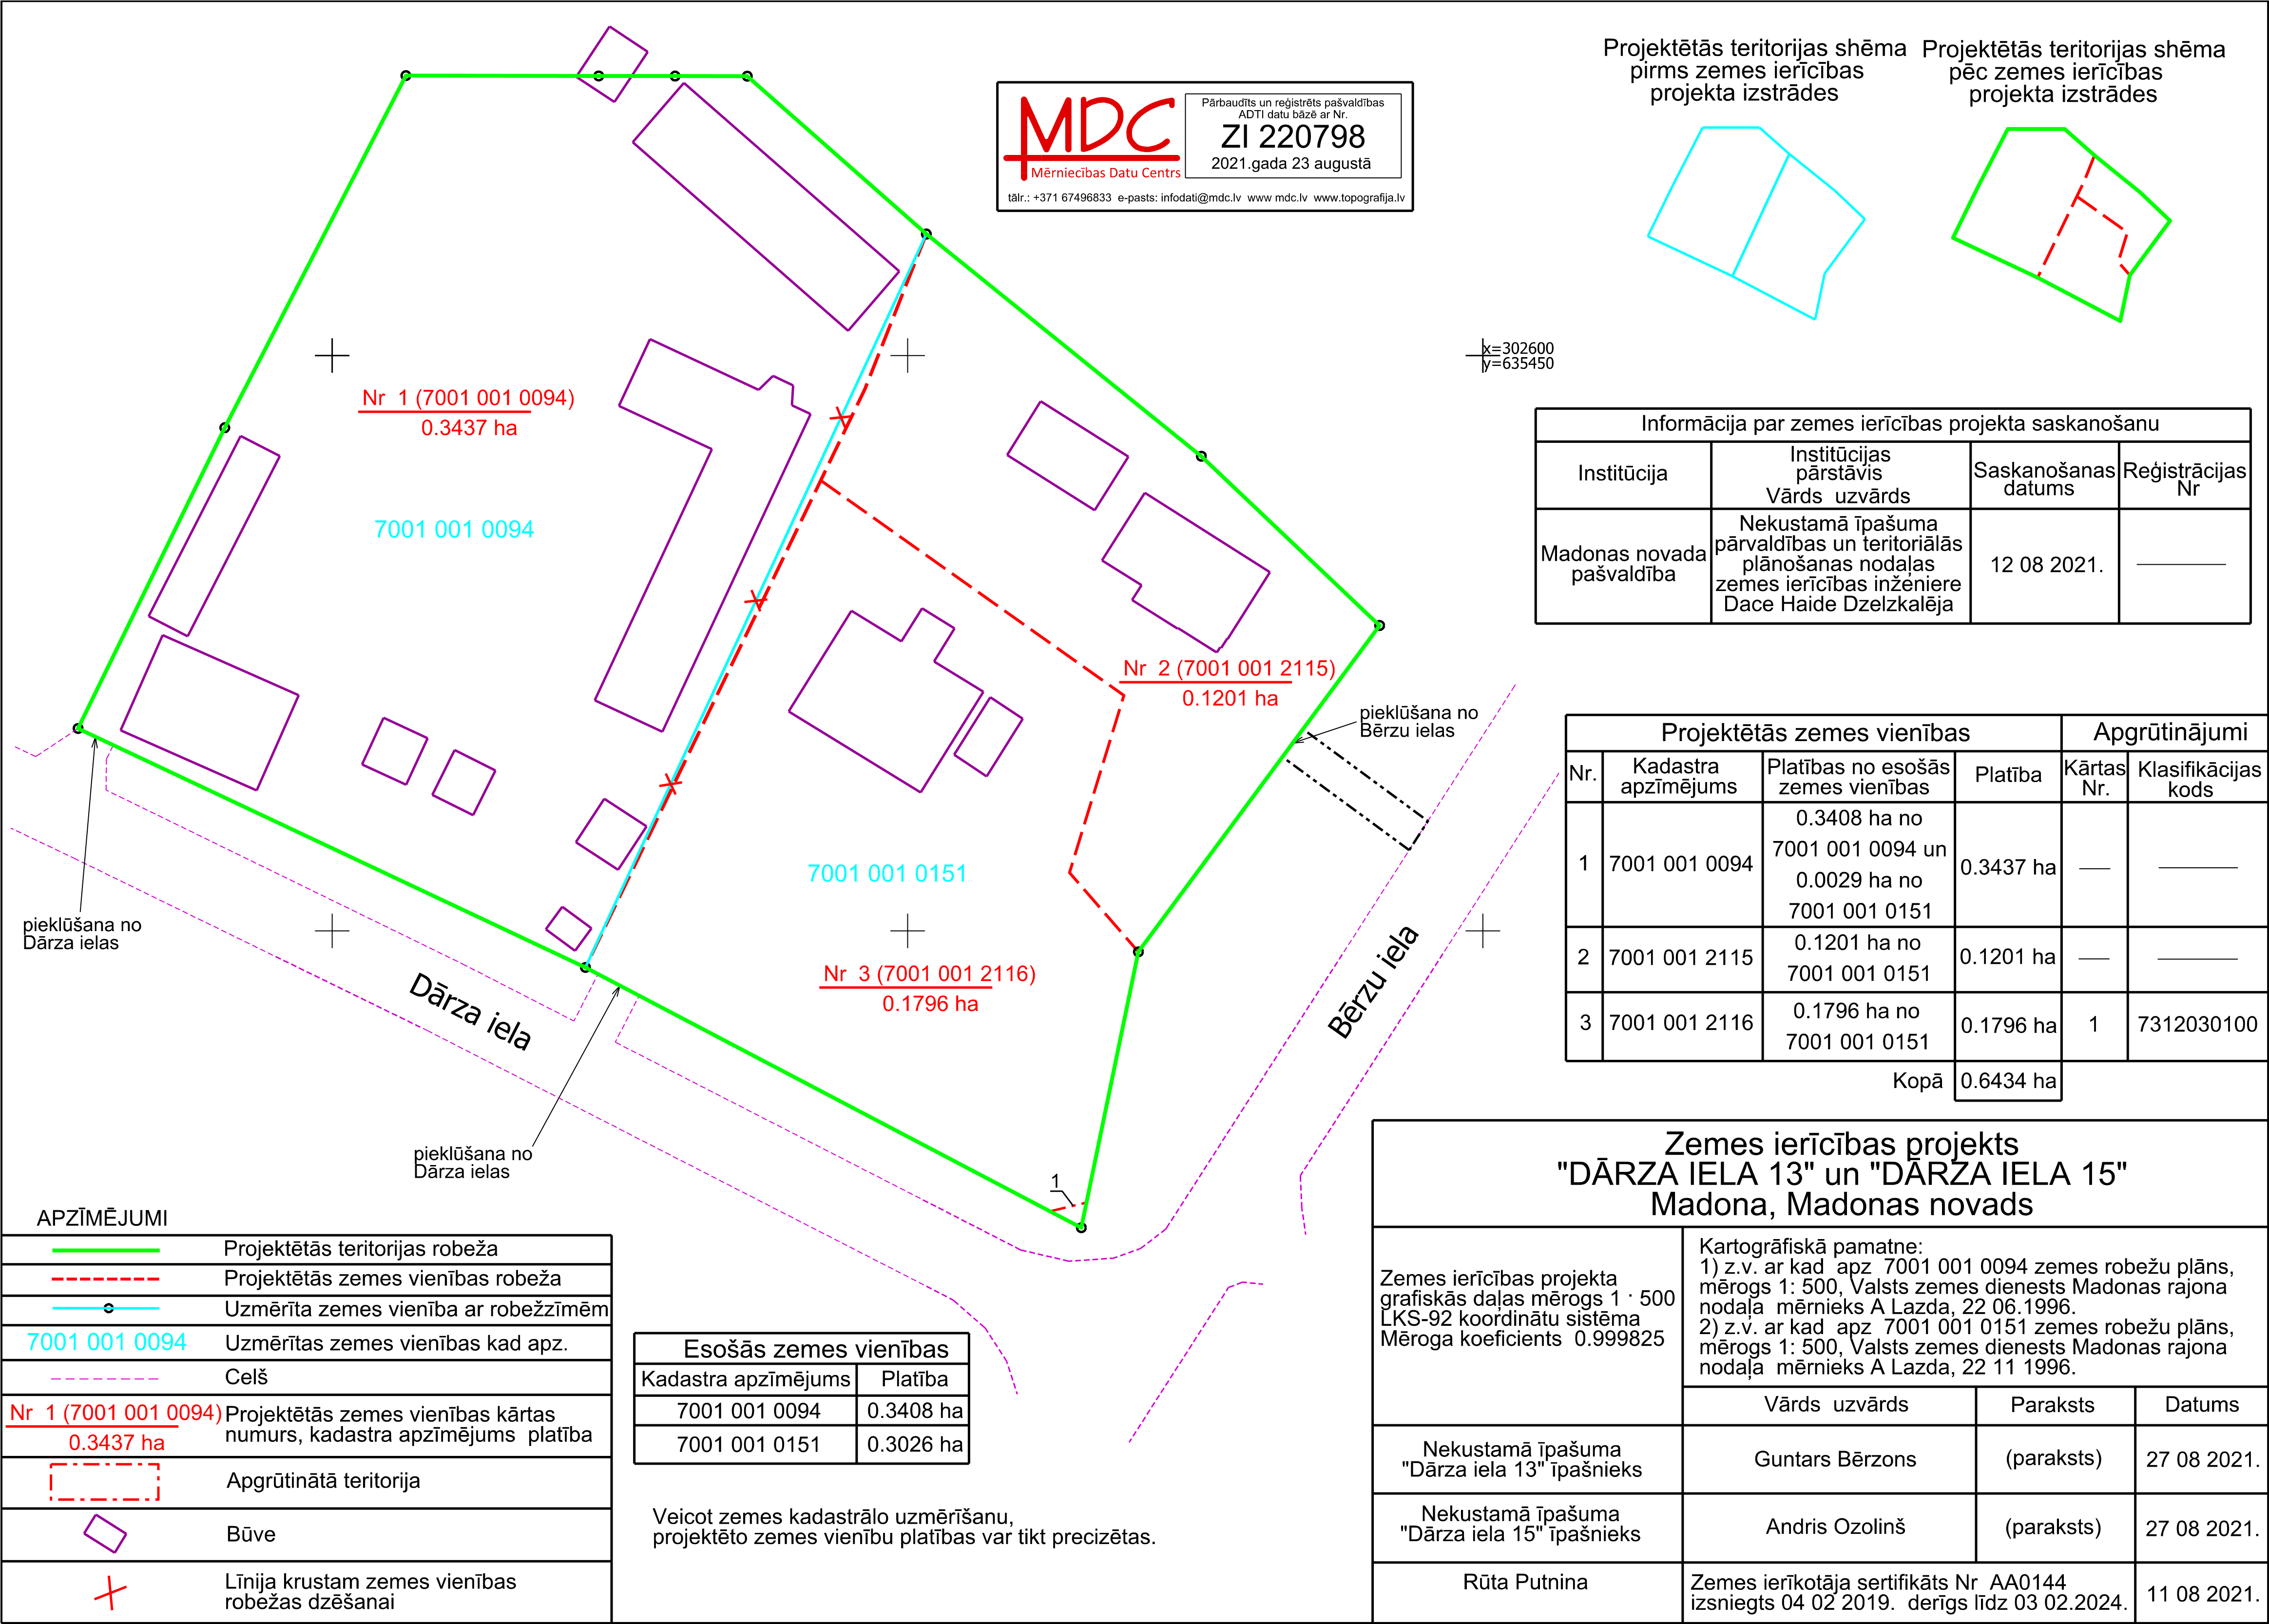 Projektētās teritorijas shēma
pirms zemes ierīcības
projekta izstrādes
Projektētās teritorijas shēma
pēc zemes ierīcības
projekta izstrādes
MDC
Mērniecības Datu Centrs
Pārbaudīts un reģistrēts pašvaldības
ADTI datu bāzē ar Nr.
ZI 220798
2021.gada 23 augustā
tālr.: +371 67496833 e-pasts: infodati@mdc.lv www mdc.lv www.topografija.lv
x=302600
y=635450
Nr 1 (7001 001 0094)
0.3437 ha
7001 001 0094
Nr 2 (7001 001 2115)
0.1201 ha
pieklūšana no
Bērzu ielas
7001 001 0151
Nr 3 (7001 001 2116)
0.1796 ha
pieklūšana no
Dārza ielas
Dārza iela
Bērzu iela
pieklūšana no
Dārza ielas
1
Informācija par zemes ierīcības projekta saskanošanu
Institūcija
Institūcijas
pārstāvis
Vārds uzvārds
Saskanošanas
datums
Reģistrācijas
Nr
Madonas novada
pašvaldība
Nekustamā īpašuma
pārvaldības un teritoriālās
plānošanas nodaļas
zemes ierīcības inženiere
Dace Haide Dzelzkalēja
12 08 2021.
Projektētās zemes vienības
Apgrūtinājumi
Nr.
Kadastra
apzīmējums
Platības no esošās
zemes vienības
Platība
Kārtas
Nr.
Klasifikācijas
kods
1
7001 001 0094
0.3408 ha no
7001 001 0094 un
0.0029 ha no
7001 001 0151
0.3437 ha
2
7001 001 2115
0.1201 ha no
7001 001 0151
0.1201 ha
3
7001 001 2116
0.1796 ha no
7001 001 0151
0.1796 ha
1
7312030100
Kopā
0.6434 ha
APZĪMĒJUMI
Projektētās teritorijas robeža
Projektētās zemes vienības robeža
Uzmērīta zemes vienība ar robežzīmēm
7001 001 0094
Uzmērītas zemes vienības kad apz.
Celš
Nr 1 (7001 001 0094)
0.3437 ha
Projektētās zemes vienības kārtas
numurs, kadastra apzīmējums platība
Apgrūtinātā teritorija
Būve
Līnija krustam zemes vienības
robežas dzēšanai
Esošās zemes vienības
Kadastra apzīmējums
Platība
7001 001 0094
0.3408 ha
7001 001 0151
0.3026 ha
Veicot zemes kadastrālo uzmērīšanu,
projektēto zemes vienību platības var tikt precizētas.
Zemes ierīcības projekts
"DĀRZA IELA 13" un "DĀRZA IELA 15"
Madona, Madonas novads
Zemes ierīcības projekta
grafiskās daļas mērogs 1 : 500
LKS-92 koordinātu sistēma
Mēroga koeficients 0.999825
Kartogrāfiskā pamatne:
1) z.v. ar kad apz 7001 001 0094 zemes robežu plāns,
mērogs 1: 500, Valsts zemes dienests Madonas rajona
nodaļa mērnieks A Lazda, 22 06.1996.
2) z.v. ar kad apz 7001 001 0151 zemes robežu plāns,
mērogs 1: 500, Valsts zemes dienests Madonas rajona
nodaļa mērnieks A Lazda, 22 11 1996.
Vārds uzvārds
Paraksts
Datums
Nekustamā īpašuma
"Dārza iela 13" īpašnieks
Guntars Bērzons
(paraksts)
27 08 2021.
Nekustamā īpašuma
"Dārza iela 15" īpašnieks
Andris Ozolinš
(paraksts)
27 08 2021.
Rūta Putnina
Zemes ierīkotāja sertifikāts Nr AA0144
izsniegts 04 02 2019. derīgs līdz 03 02.2024.
11 08 2021.